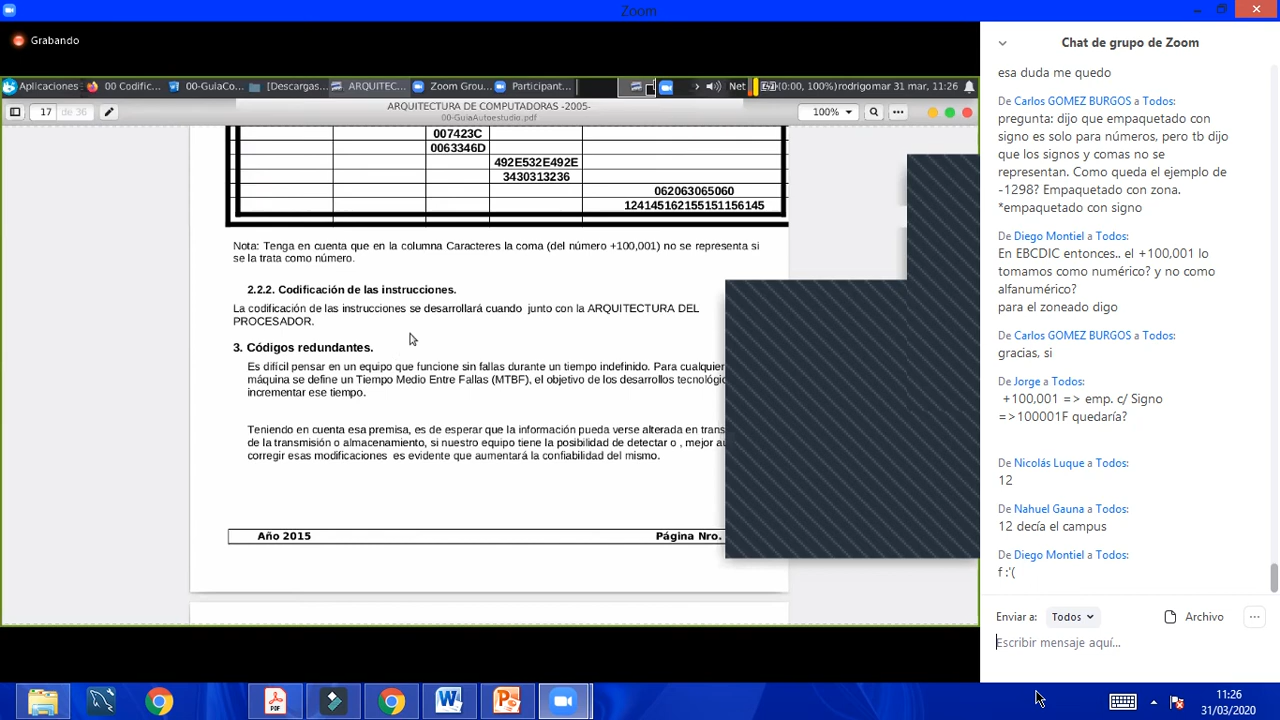 Zoom
Grabando
Aplicaciones
00 Codific...
00-GuiaCo...
[Descargas...
ARQUITEC...
Zoom Grou...
Participant...
Net
(0:00, 100%)
rodrigo
mar 31 mar, 11:26
17 de 36
ARQUITECTURA DE COMPUTADORAS -2005-
00-GuiaAutoestudio.pdf
100%
007423C
0063346D
492E532E492E
3430313236
062063065060
124145162155151156145
Nota: Tenga en cuenta que en la columna Caracteres la coma (del número +100,001) no se representa si
se la trata como número.
2.2.2. Codificación de las instrucciones.
La codificación de las instrucciones se desarrollará cuando junto con la ARQUITECTURA DEL
PROCESADOR.
3. Códigos redundantes.
Es difícil pensar en un equipo que funcione sin fallas durante un tiempo indefinido. Para cualquier
máquina se define un Tiempo Medio Entre Fallas (MTBF), el objetivo de los desarrollos tecnológic
incrementar ese tiempo.
Teniendo en cuenta esa premisa, es de esperar que la información pueda verse alterada en trans
de la transmisión o almacenamiento, si nuestro equipo tiene la posibilidad de detectar o , mejor au
corregir esas modificaciones es evidente que aumentará la confiabilidad del mismo.
Año 2015
Página Nro.
Chat de grupo de Zoom
esa duda me quedo
De Carlos GOMEZ BURGOS a Todos:
pregunta: dijo que empaquetado con
signo es solo para números, pero tb dijo
que los signos y comas no se
representan. Como queda el ejemplo de
-1298? Empaquetado con zona.
*empaquetado con signo
De Diego Montiel a Todos:
En EBCDIC entonces.. el +100,001 lo
tomamos como numérico? y no como
alfanumérico?
para el zoneado digo
De Carlos GOMEZ BURGOS a Todos:
gracias, si
De Jorge a Todos:
+100,001 => emp. c/ Signo
=>100001F quedaría?
De Nicolás Luque a Todos:
12
De Nahuel Gauna a Todos:
12 decía el campus
De Diego Montiel a Todos:
f :'(
Enviar a: Todos
Archivo
Escribir mensaje aquí...
11:26
31/03/2020